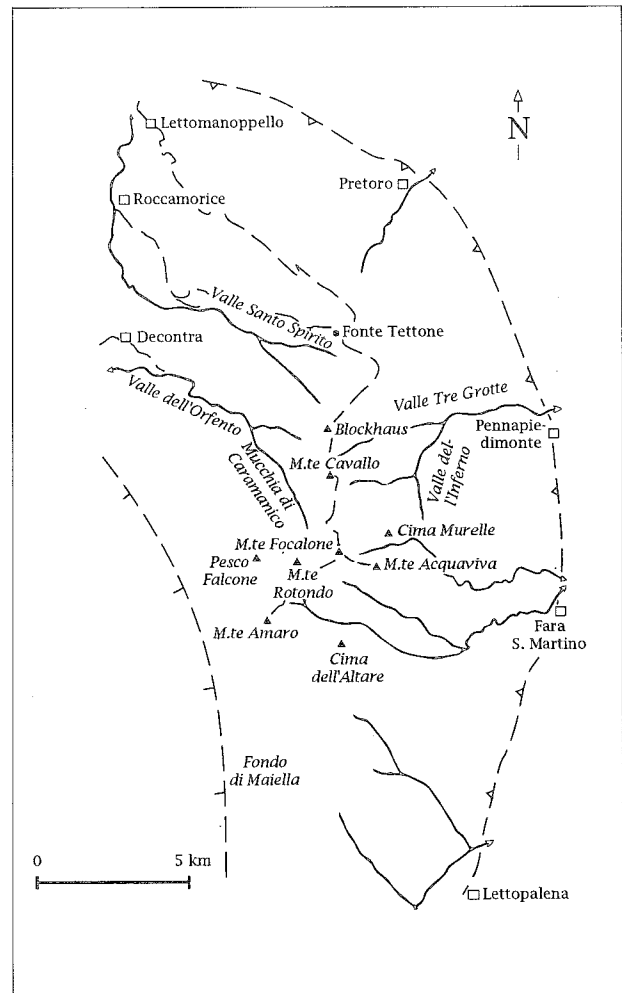 N
Lettomanoppello
Pretoro
Roccamorice
Valle Santo Spirito
Fonte Tettone
Decontra
Valle dell'Orfento
Valle Tre Grotte
Blockhaus
Pennapie-
dimonte
Mucchia di
Caramanico
M.te Cavallo
Valle del-
l'Inferno
Cima Murelle
M.te Focalone
Pesco
Falcone
M.te
Rotondo
M.te Acquaviva
M.te Amaro
Fara
S. Martino
Cima
dell'Altare
Fondo
di Maiella
0
5 km
Lettopalena